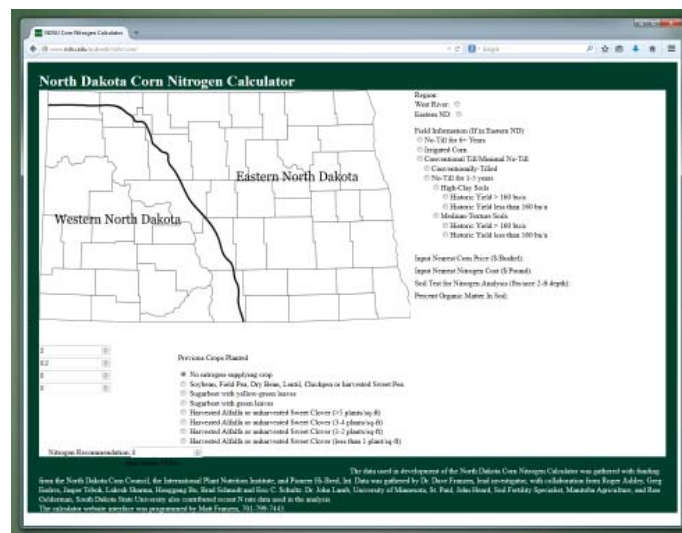 NDSU Corn Nitrogen Calculator
Google
North Dakota Corn Nitrogen Calculator
Eastern North Dakota
Western North Dakota
Region:
West River:
Eastern ND:
Field Information (If in Eastern ND)
No-Till for 6+ Years
Irrigated Corn
Conventional Till/Minimal No-Till
Conventionally-Tilled
No-Till for 1-5 years
High-Clay Soils
Historic Yield > 160 bu/a
Historic Yield less than 160 bu/a
Medium-Texture Soils
Historic Yield > 160 bu/a
Historic Yield less than 160 bu/a
Input Nearest Corn Price ($/Bushel):
Input Nearest Nitrogen Cost ($/Pound):
Soil Test for Nitrogen Analysis (lbs/acre 2-ft depth):
Percent Organic Matter In Soil:
2
0.2
0
0
Previous Crops Planted
No nitrogen-supplying crop
Soybean, Field Pea, Dry Bean, Lentil, Chickpea or harvested Sweet Pea
Sugarbeet with yellow-green leaves
Sugarbeet with green leaves
Harvested Alfalfa or unharvested Sweet Clover (>5 plants/sq-ft)
Harvested Alfalfa or unharvested Sweet Clover (3-4 plants/sq-ft)
Harvested Alfalfa or unharvested Sweet Clover (1-2 plants/sq-ft)
Harvested Alfalfa or unharvested Sweet Clover (less than 1 plant/sq-ft)
Nitrogen Recommendation: 0
The data used in development of the North Dakota Corn Nitrogen Calculator was gathered with funding
from the North Dakota Corn Council, the International Plant Nutrition Institute, and Pioneer Hi-Bred, Int. Data was gathered by Dr. Dave Franzen, lead investigator, with collaboration from Roger Ashley, Greg
Endres, Jasper Teboh, Lakesh Sharma, Honggang Bu, Brad Schmidt and Eric C. Schultz. Dr. John Lamb, University of Minnesota, St. Paul, John Heard, Soil Fertility Specialist, Manitoba Agriculture, and Ron
Gelderman, South Dakota State University also contributed recent N rate data used in the analysis.
The calculator website interface was programmed by Matt Franzen, 701-799-7443